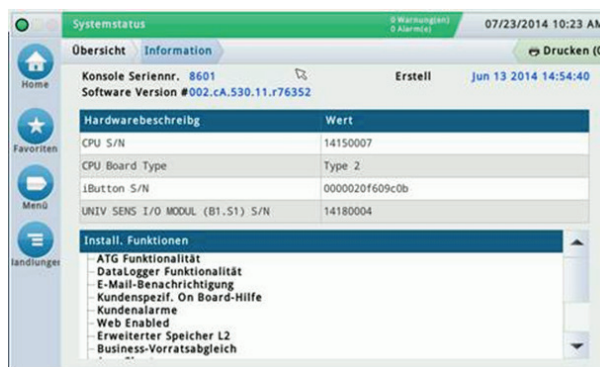 Systemstatus
0 Warnung(en)
0 Alarm(e)
07/23/2014 10:23 AM
Übersicht
Information
Drucken (
Home
Konsole Seriennr. 8601
Erstell
Jun 13 2014 14:54:40
Software Version #002.cA.530.11.r76352
Hardwarebeschreibg
Wert
CPU S/N
14150007
Favoriten
CPU Board Type
Type 2
iButton S/N
0000020f609c0b
Menü
UNIV SENS I/O MODUL (B1.S1) S/N
14180004
Install. Funktionen
ATG Funktionalität
landlunge
DataLogger Funktionalität
E-Mail-Benachrichtigung
Kundenspezif. On Board-Hilfe
Kundenalarme
Web Enabled
Erweiterter Speicher L2
Business-Vorratsabgleich